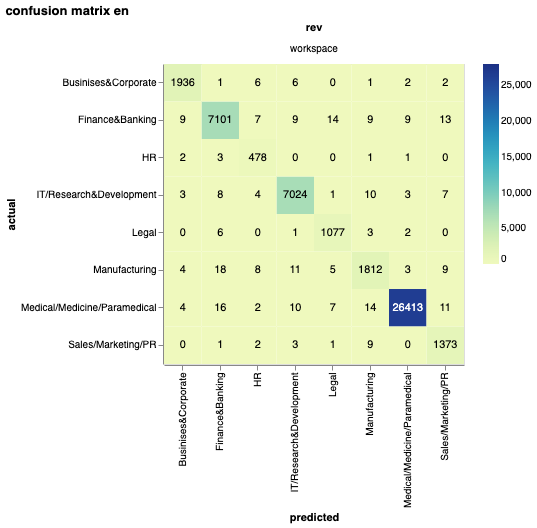 confusion matrix en
rev
workspace
Businises&Corporate 1936 1 6 6 0 1 2 2
Finance&Banking 9 7101 7 9 14 9 9 13
HR 2 3 478 0 0 1 1 0
IT/Research&Development 3 8 4 7024 1 10 3 7
Legal 0 6 0 1 1077 3 2 0
Manufacturing 4 18 8 11 5 1812 3 9
Medical/Medicine/Paramedical 4 16 2 10 7 14 26413 11
Sales/Marketing/PR 0 1 2 3 1 9 0 1373
actual
Businises&Corporate
Finance&Banking
HR
IT/Research&Development
Legal
Manufacturing
Medical/Medicine/Paramedical
Sales/Marketing/PR
predicted
25,000
20,000
15,000
10,000
5,000
0